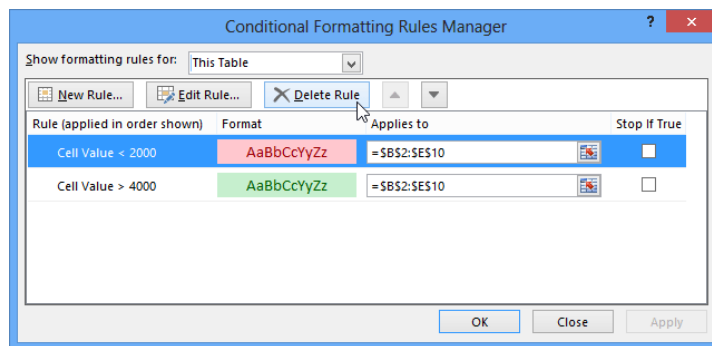 Conditional Formatting Rules Manager ? ×
Show formatting rules for: This Table
New Rule... Edit Rule... Delete Rule
Rule (applied in order shown) Format Applies to Stop If True
Cell Value < 2000 AaBbCcYyZz =$B$2:$E$10
Cell Value > 4000 AaBbCcYyZz =$B$2:$E$10
OK Close Apply